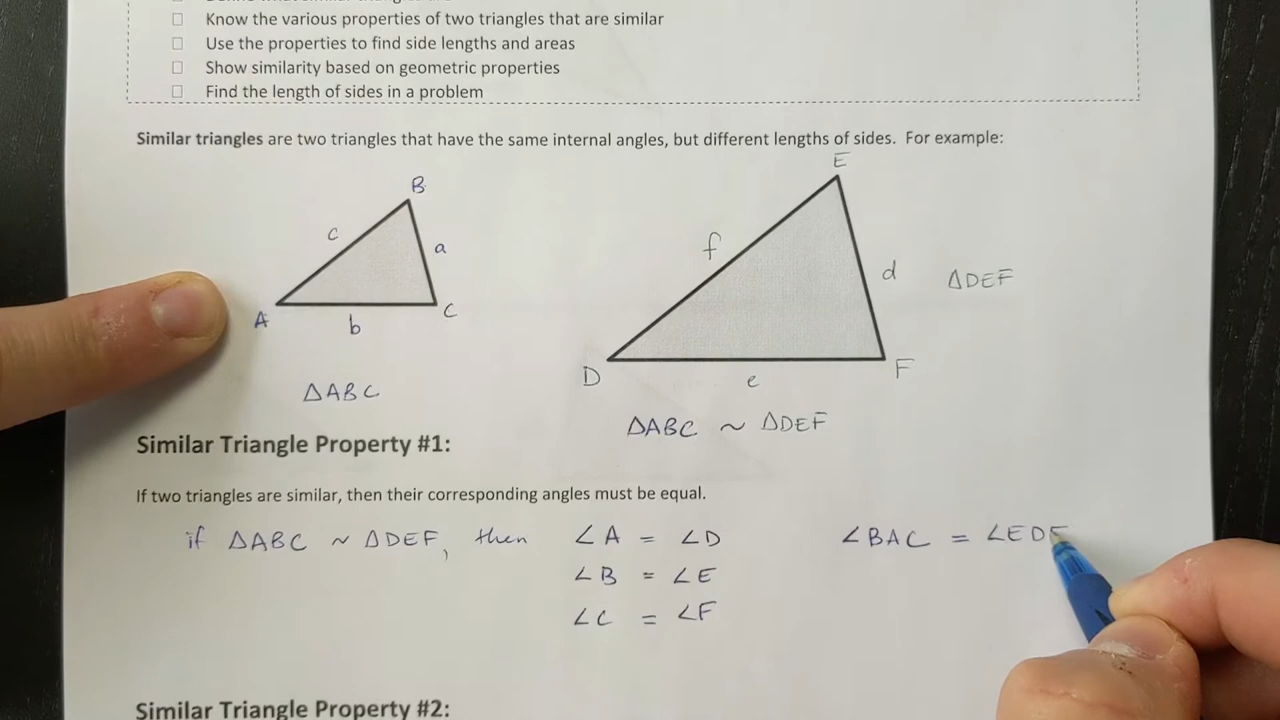 Know the various properties of two triangles that are similar
Use the properties to find side lengths and areas
Show similarity based on geometric properties
Find the length of sides in a problem
Similar triangles are two triangles that have the same internal angles, but different lengths of sides. For example:
E
B
c
a
f
d
ΔDEF
A
b
C
D
e
F
ΔABC
ΔABC ~ ΔDEF
Similar Triangle Property #1:
If two triangles are similar, then their corresponding angles must be equal.
if ΔABC ~ ΔDEF, then ∠A = ∠D ∠BAC = ∠EDF
∠B = ∠E
∠C = ∠F
Similar Triangle Property #2: